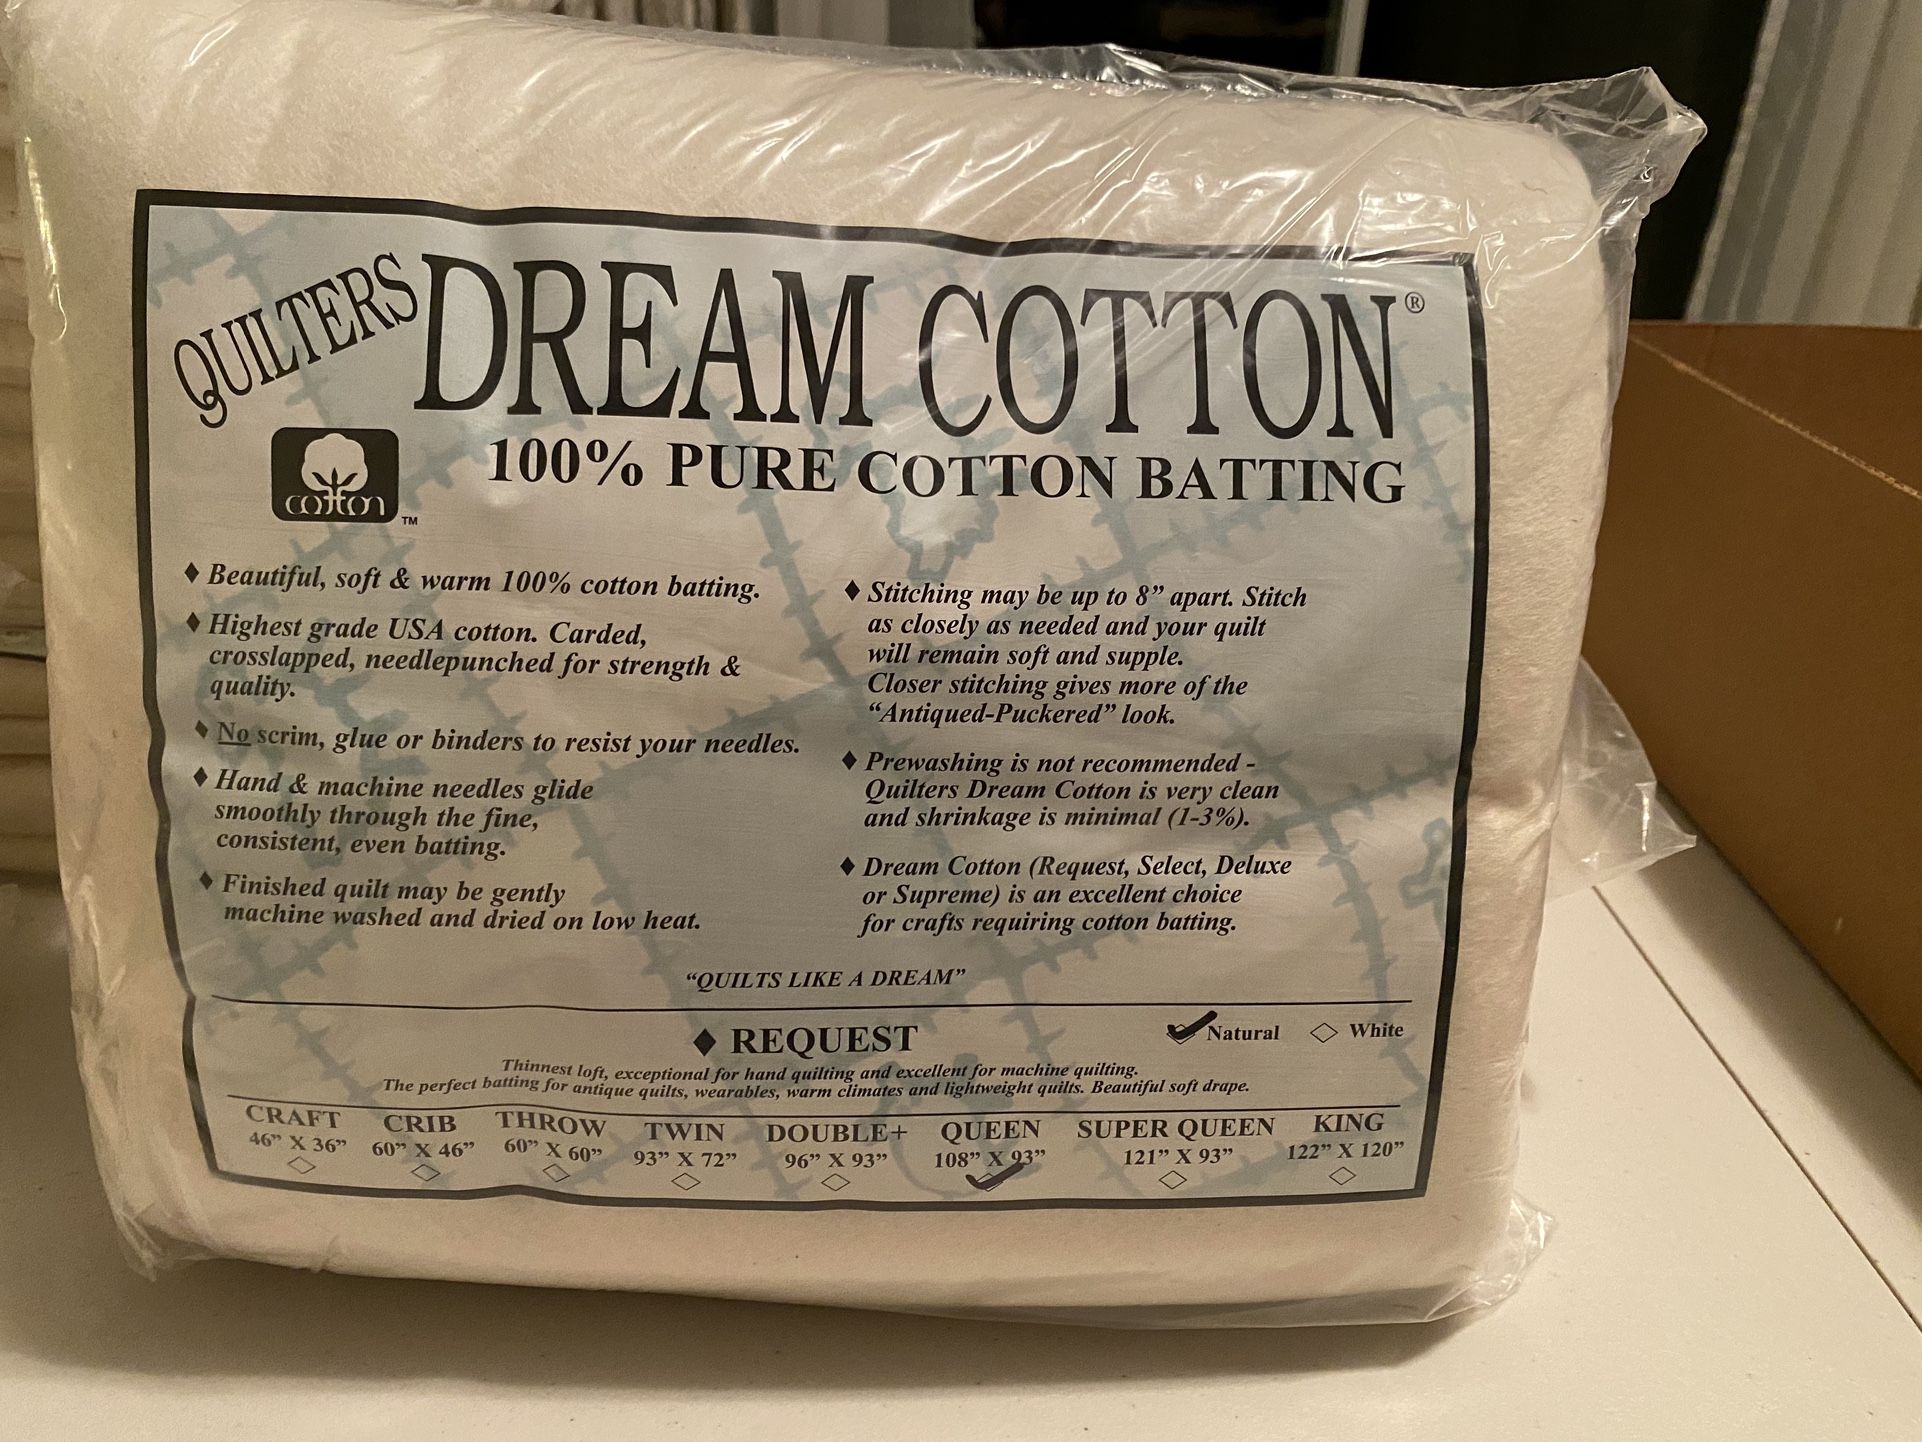 QUILTERS DREAM COTTON®
100% PURE COTTON BATTING
cotton TM
♦ Beautiful, soft & warm 100% cotton batting.
♦ Highest grade USA cotton. Carded,
crosslapped, needlepunched for strength &
quality.
♦ No scrim, glue or binders to resist your needles.
♦ Hand & machine needles glide
smoothly through the fine,
consistent, even batting.
♦ Finished quilt may be gently
machine washed and dried on low heat.
♦ Stitching may be up to 8” apart. Stitch
as closely as needed and your quilt
will remain soft and supple.
Closer stitching gives more of the
“Antiqued-Puckered” look.
♦ Prewashing is not recommended -
Quilters Dream Cotton is very clean
and shrinkage is minimal (1-3%).
♦ Dream Cotton (Request, Select, Deluxe
or Supreme) is an excellent choice
for crafts requiring cotton batting.
“QUILTS LIKE A DREAM”
♦ REQUEST
Natural ◇ White
Thinnest loft, exceptional for hand quilting and excellent for machine quilting.
The perfect batting for antique quilts, wearables, warm climates and lightweight quilts. Beautiful soft drape.
CRAFT CRIB THROW TWIN DOUBLE+ QUEEN SUPER QUEEN KING
46” X 36” 60” X 46” 60” X 60” 93” X 72” 96” X 93” 108” X 93” 121” X 93” 122” X 120”